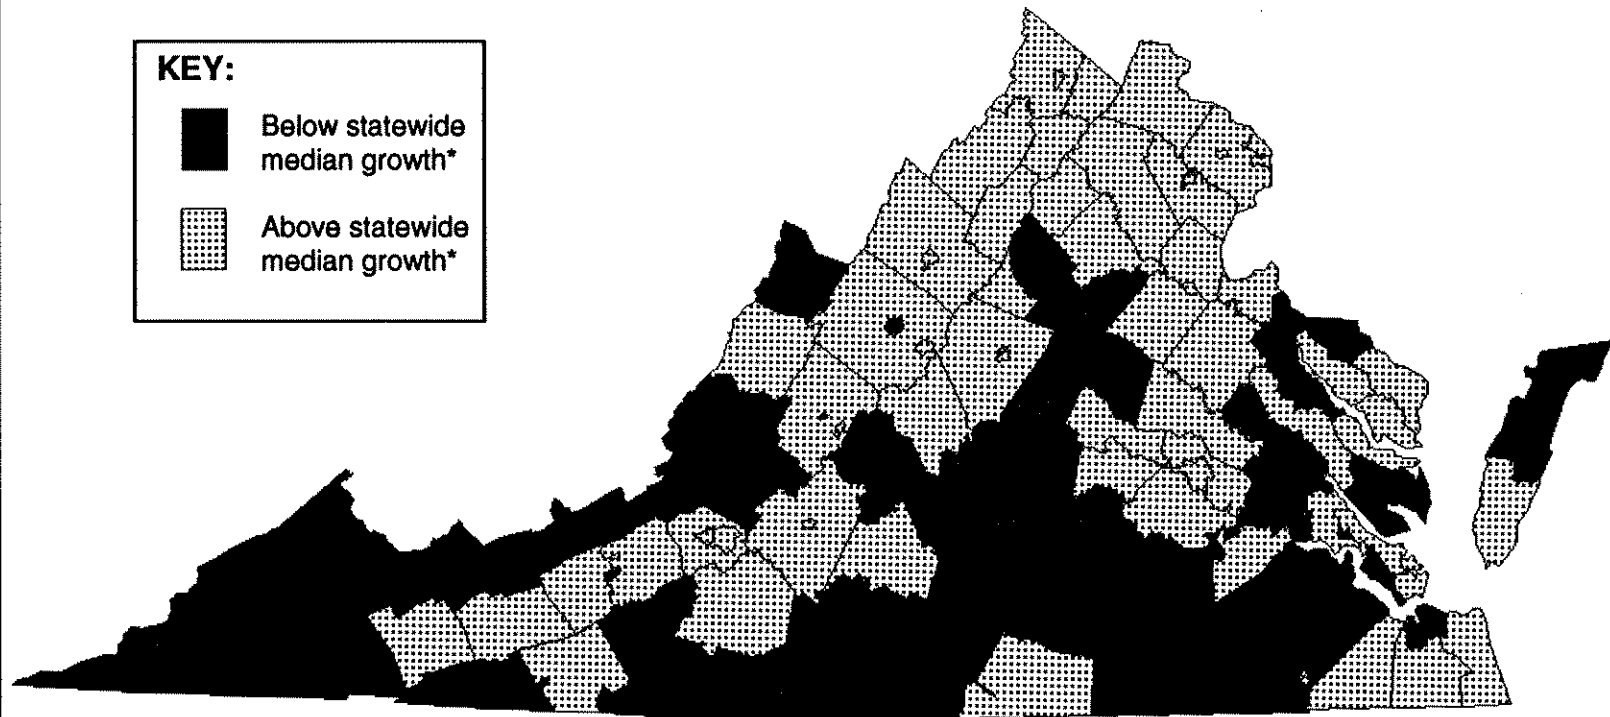 KEY:
Below statewide
median growth*
Above statewide
median growth*